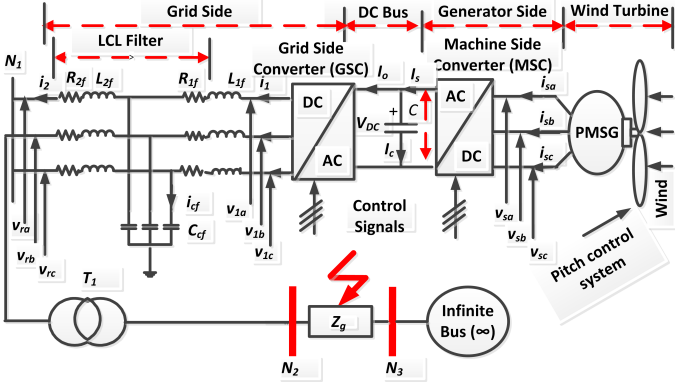 Grid Side
DC Bus
Generator Side
Wind Turbine
LCL Filter
Grid Side
Converter (GSC)
Machine Side
Converter (MSC)
N1
i2
R2f
L2f
R1f
L1f
i1
DC
AC
Io
Is
VDC
+
C
Ic
AC
DC
isa
isb
isc
PMSG
Wind
vra
vrb
vrc
icf
Ccf
v1a
v1b
v1c
Control
Signals
vsa
vsb
vsc
Pitch control
system
T1
N2
Zg
N3
Infinite
Bus (∞)